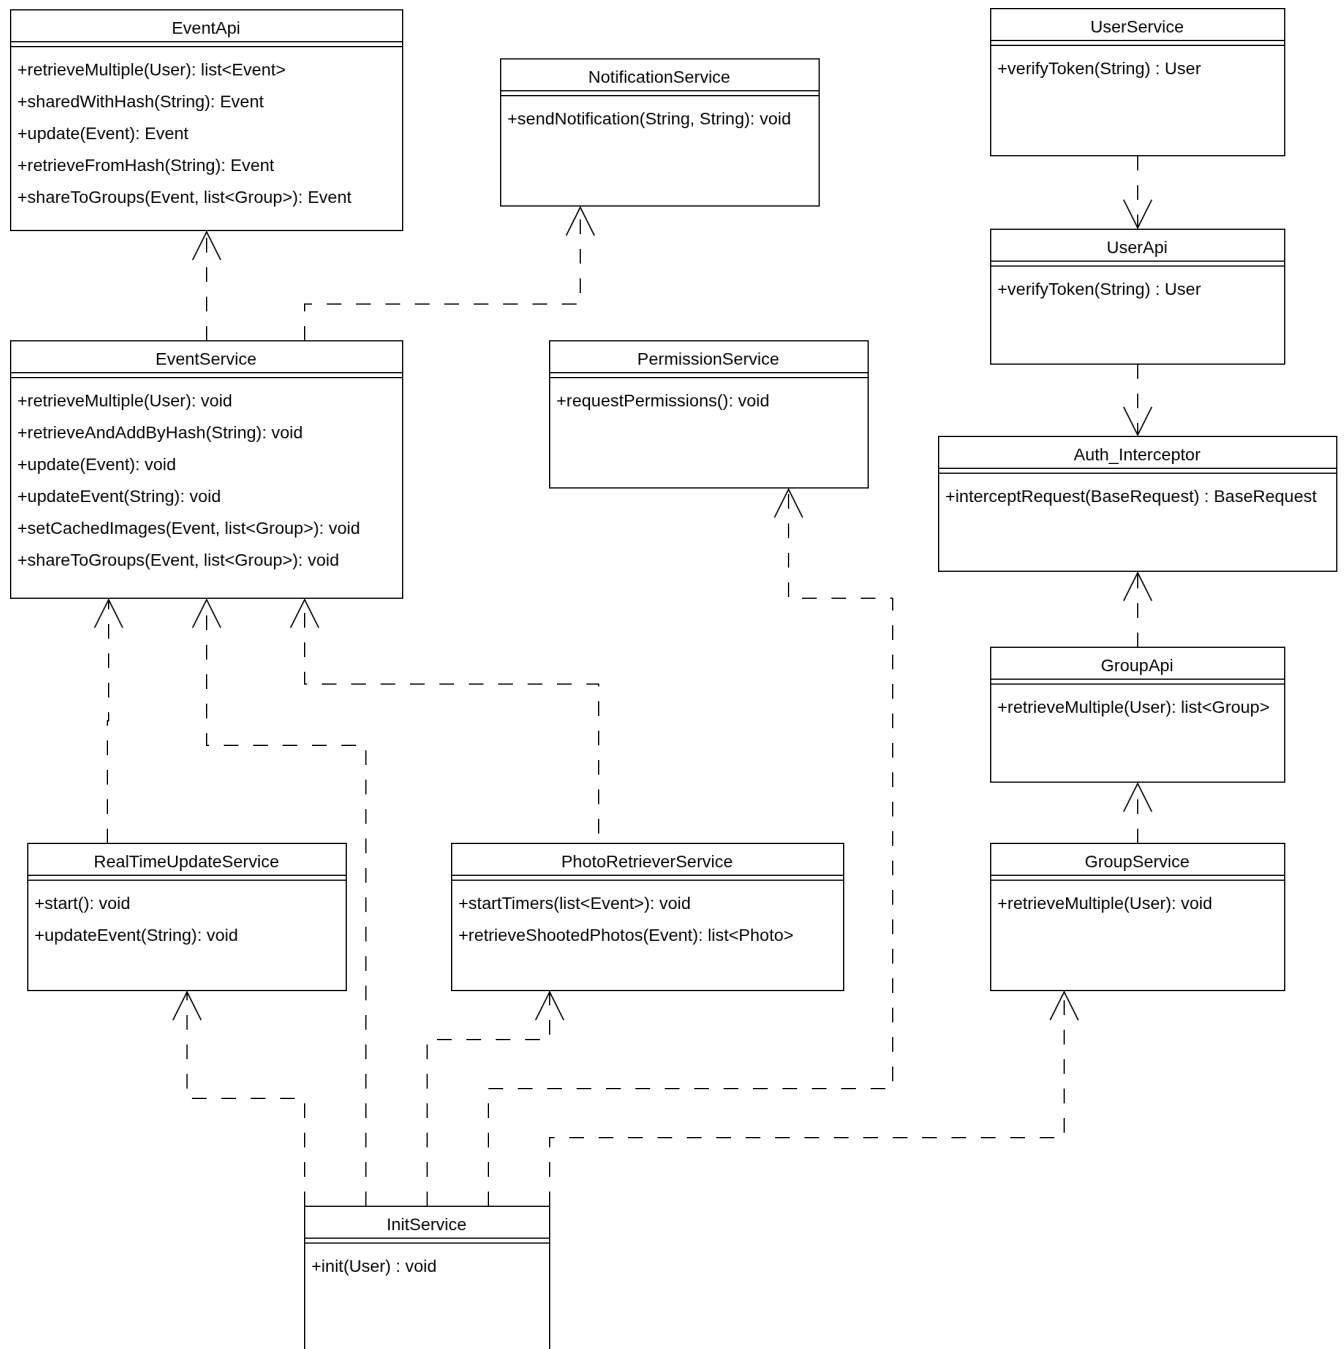 EventApi
+retrieveMultiple(User): list<Event>
+sharedWithHash(String): Event
+update(Event): Event
+retrieveFromHash(String): Event
+shareToGroups(Event, list<Group>): Event
NotificationService
+sendNotification(String, String): void
UserService
+verifyToken(String) : User
UserApi
+verifyToken(String) : User
EventService
+retrieveMultiple(User): void
+retrieveAndAddByHash(String): void
+update(Event): void
+updateEvent(String): void
+setCachedImages(Event, list<Group>): void
+shareToGroups(Event, list<Group>): void
PermissionService
+requestPermissions(): void
Auth_Interceptor
+interceptRequest(BaseRequest) : BaseRequest
GroupApi
+retrieveMultiple(User): list<Group>
RealTimeUpdateService
+start(): void
+updateEvent(String): void
PhotoRetrieverService
+startTimers(list<Event>): void
+retrieveShootedPhotos(Event): list<Photo>
GroupService
+retrieveMultiple(User): void
InitService
+init(User) : void